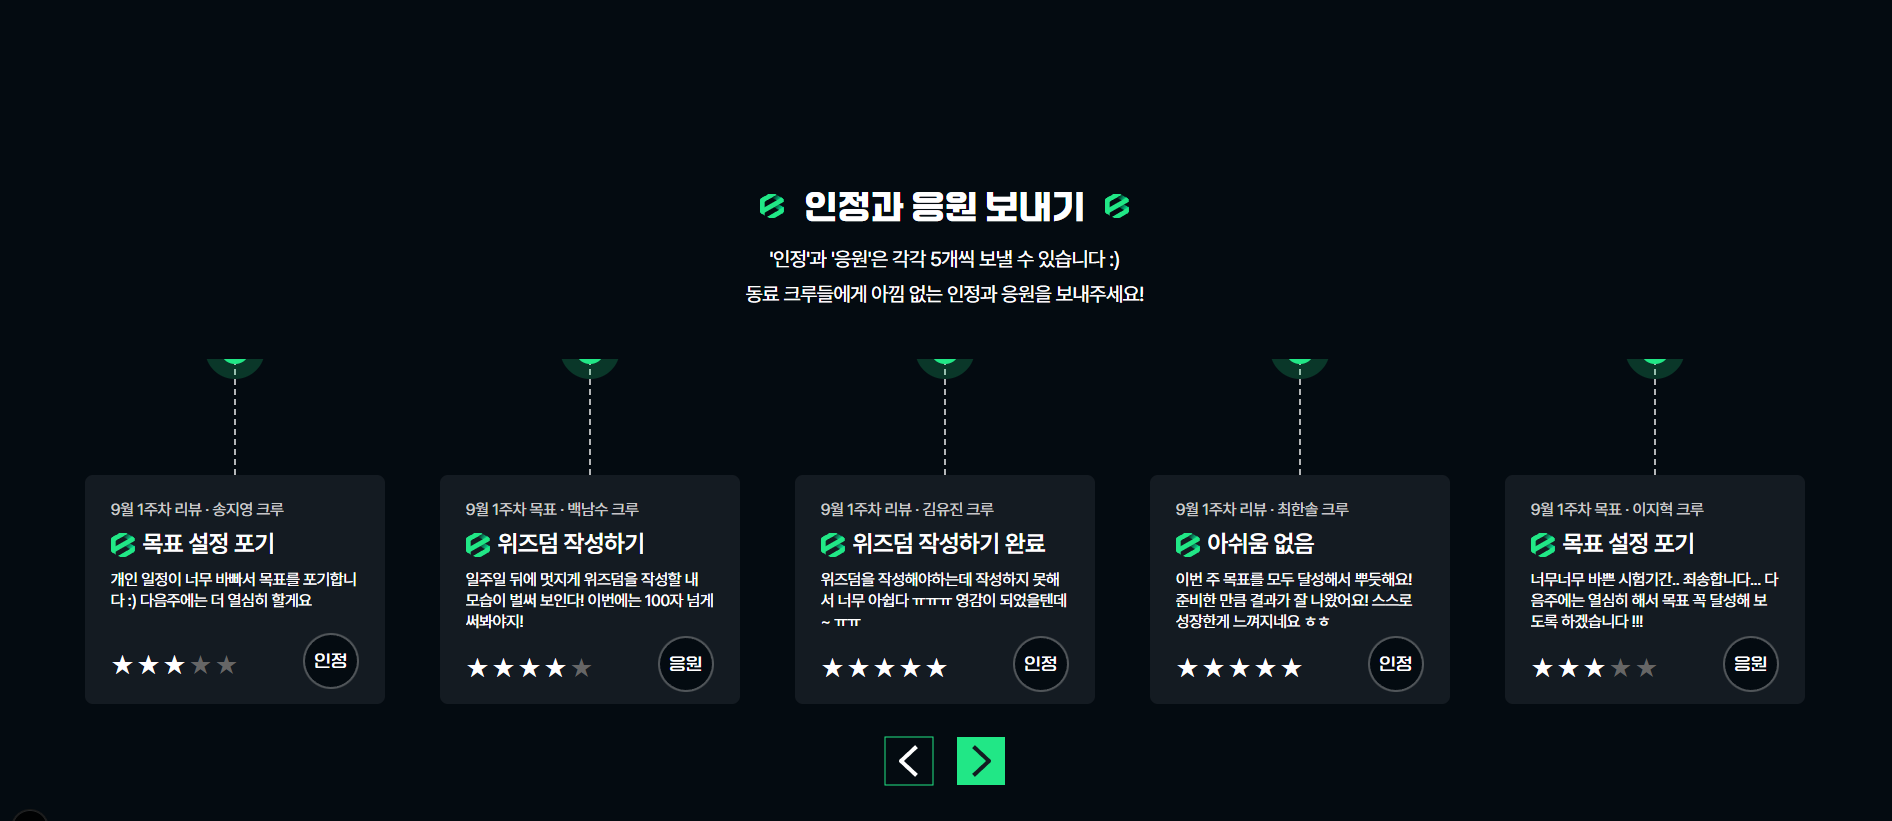 인정과 응원 보내기
'인정'과 '응원'은 각각 5개씩 보낼 수 있습니다 :)
동료 크루들에게 아낌 없는 인정과 응원을 보내주세요!
9월 1주차 리뷰 · 송지영 크루
목표 설정 포기
개인 일정이 너무 바빠서 목표를 포기합니
다 :) 다음주에는 더 열심히 할게요
★★★★★
인정
9월 1주차 목표 · 백남수 크루
위즈덤 작성하기
일주일 뒤에 멋지게 위즈덤을 작성할 내
모습이 벌써 보인다! 이번에는 100자 넘게
써봐야지!
★★★★★
응원
9월 1주차 리뷰 · 김유진 크루
위즈덤 작성하기 완료
위즈덤을 작성해야하는데 작성하지 못해
서 너무 아쉽다 ㅠㅠㅠ 영감이 되었을텐데
~ ㅠㅠ
★★★★★
인정
9월 1주차 리뷰 · 최한솔 크루
아쉬움 없음
이번 주 목표를 모두 달성해서 뿌듯해요!
준비한 만큼 결과가 잘 나왔어요! 스스로
성장한게 느껴지네요 ㅎㅎ
★★★★★
인정
9월 1주차 목표 · 이지혁 크루
목표 설정 포기
너무너무 바쁜 시험기간.. 죄송합니다... 다
음주에는 열심히 해서 목표 꼭 달성해 보
도록 하겠습니다 !!!
★★★★★
응원